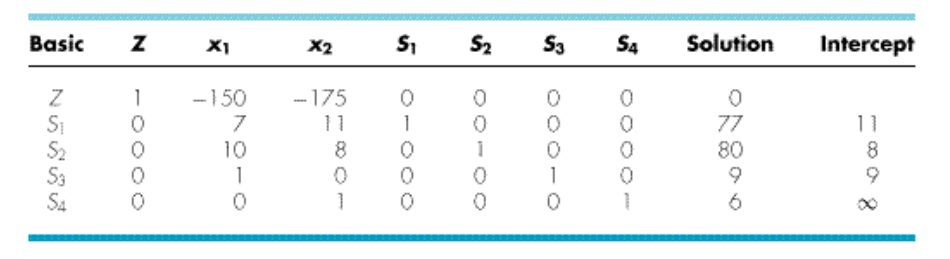 Basic Z x₁ x₂ S₁ S₂ S₃ S₄ Solution Intercept
Z 1 −150 −175 0 0 0 0 0
S₁ 0 7 11 1 0 0 0 77 11
S₂ 0 10 8 0 1 0 0 80 8
S₃ 0 1 0 0 0 1 0 9 9
S₄ 0 0 1 0 0 0 1 6 ∞